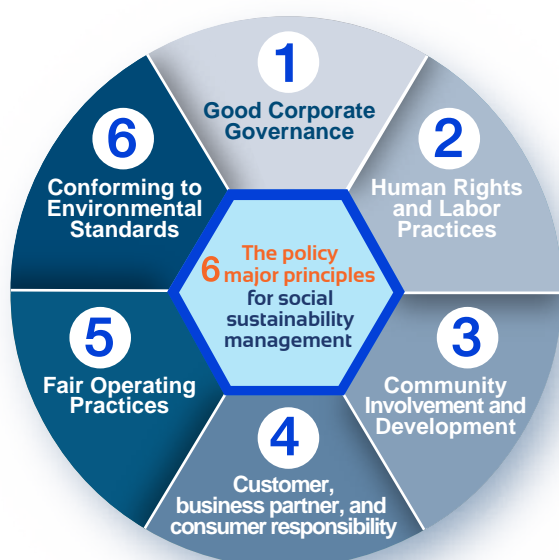 1
Good Corporate
Governance
2
Human Rights
and Labor
Practices
3
Community
Involvement and
Development
4
Customer,
business partner, and
consumer responsibility
5
Fair Operating
Practices
6
Conforming to
Environmental
Standards
The policy
6 major principles
for social
sustainability
management